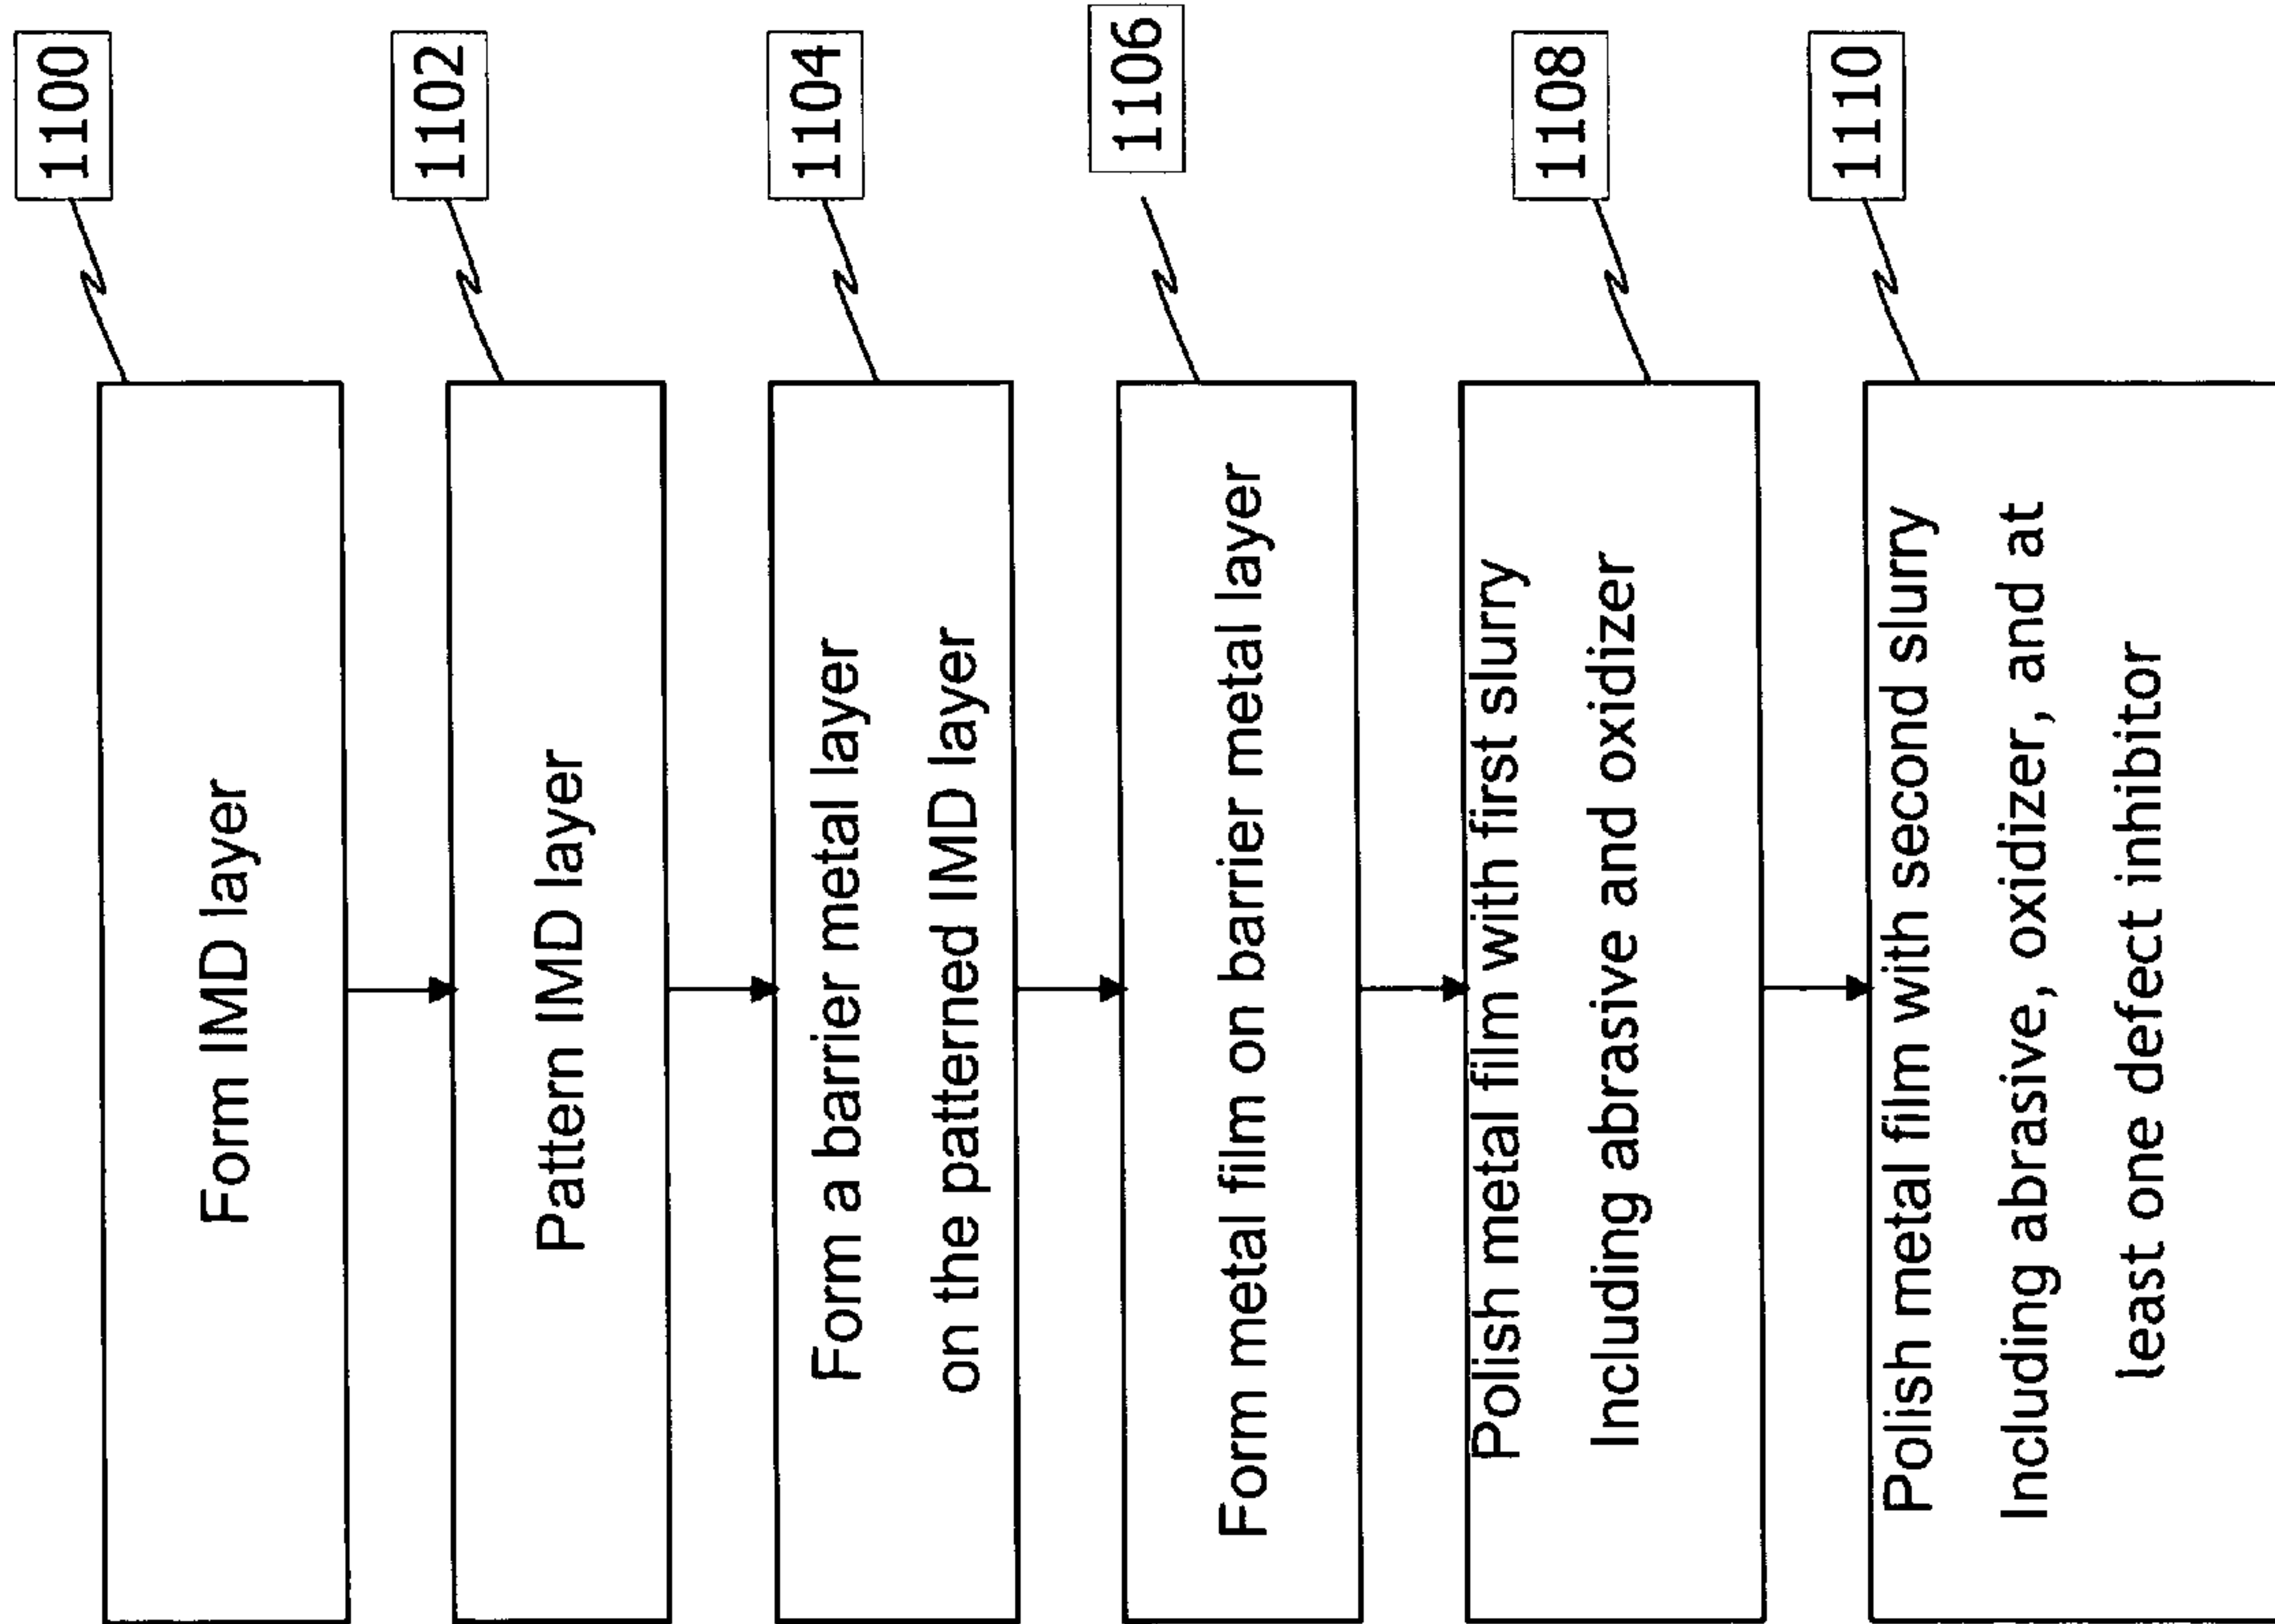 1100
Form IMD layer
1102
Pattern IMD layer
1104
Form a barrier metal layer
on the patterned IMD layer
1106
Form metal film on barrier metal layer
1108
Polish metal film with first slurry
Including abrasive and oxidizer
1110
Polish metal film with second slurry
Including abrasive, oxidizer, and at
least one defect inhibitor